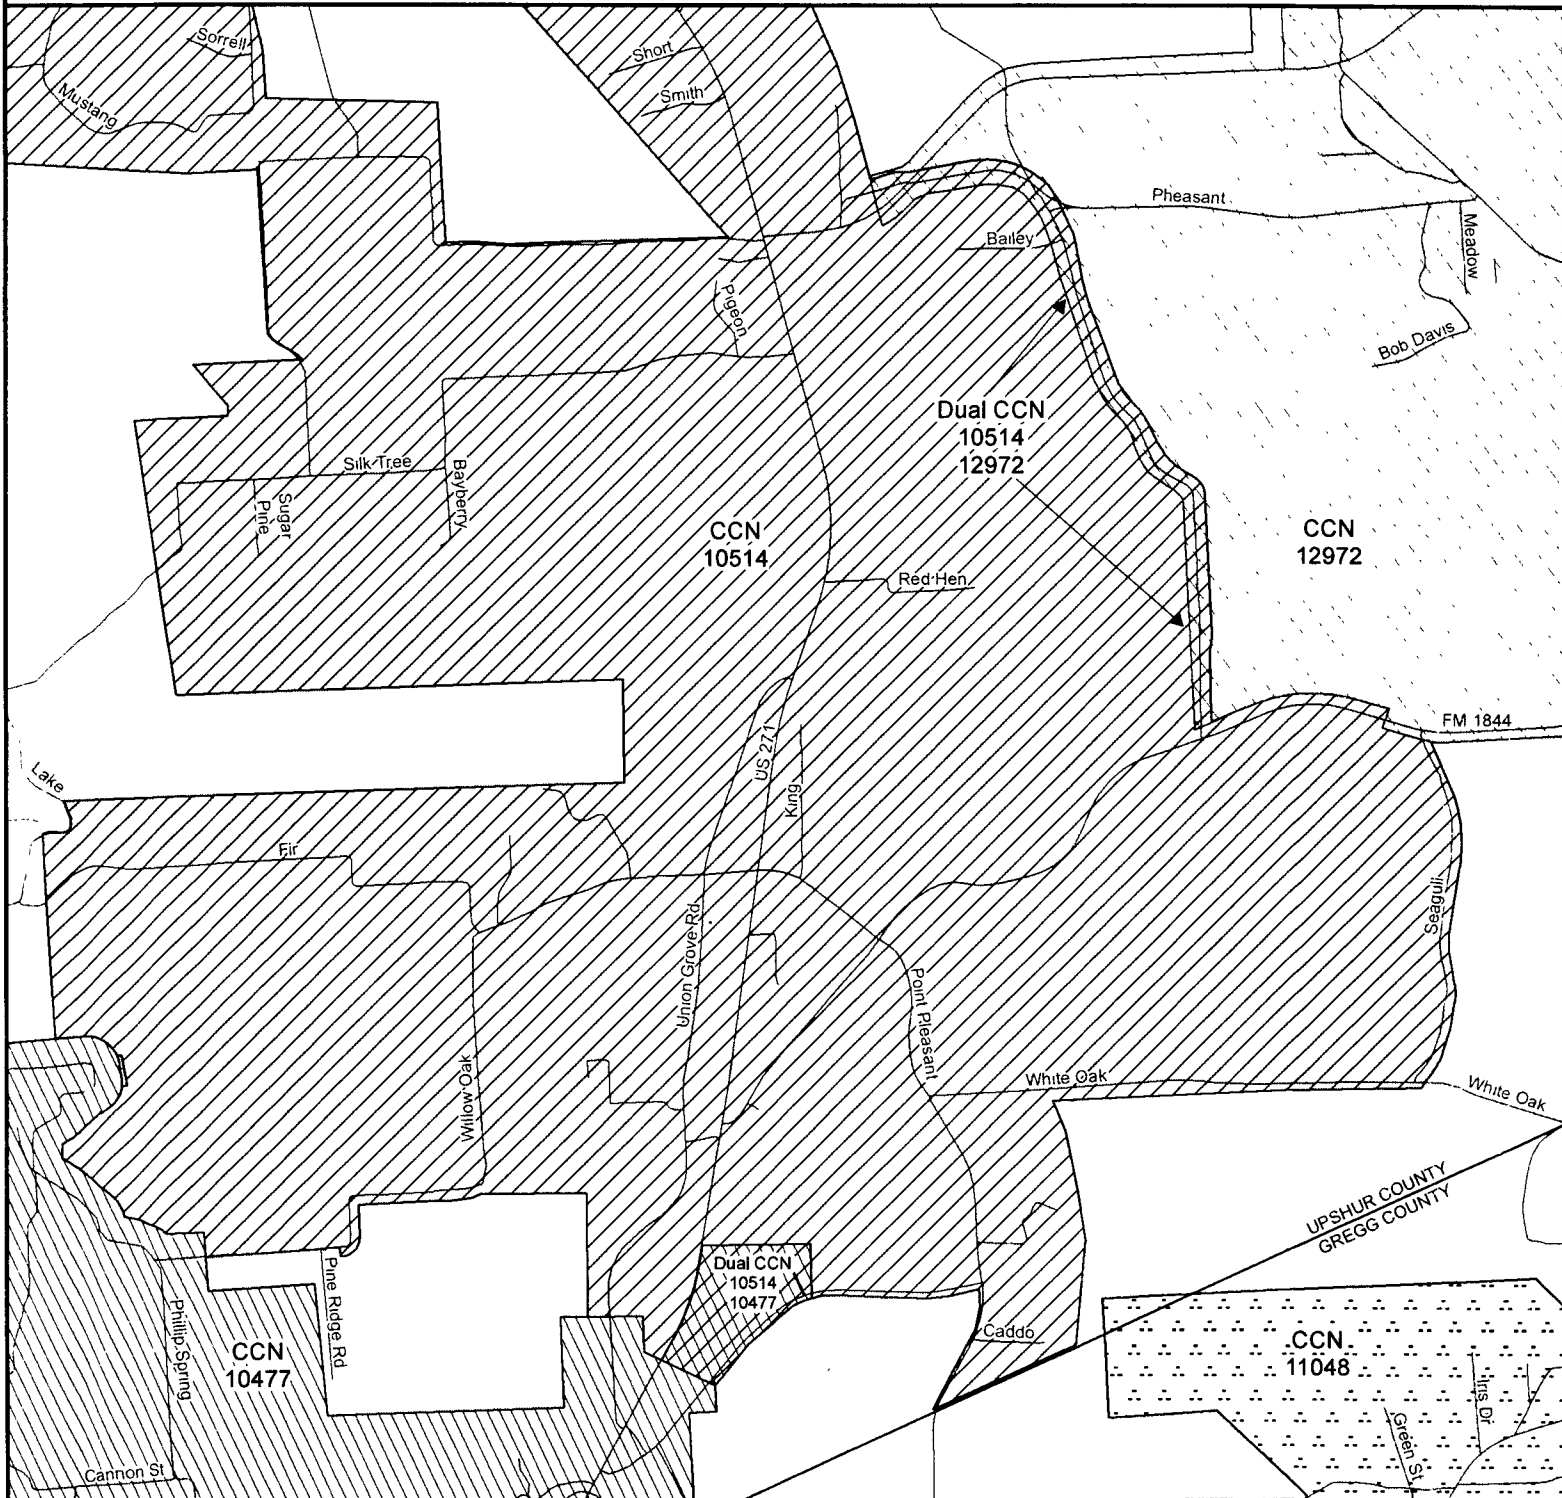 Sorrell
Mustang
Short
Smith
Pheasant
Meadow
Bailey
Pigeon
Bob Davis
Dual CCN
10514
12972
Silk Tree
Bayberry
Sugar
Pine
CCN
10514
CCN
12972
Red Hen
FM 1844
US 271
King
Lake
Fir
Seagull
Union Grove Rd
Point Pleasant
Willow Oak
White Oak
White Oak
UPSHUR COUNTY
GREGG COUNTY
Dual CCN
10514
10477
Pine Ridge Rd
Phillip Spring
CCN
10477
Caddo
CCN
11048
Iris Dr
Green St
Cannon St